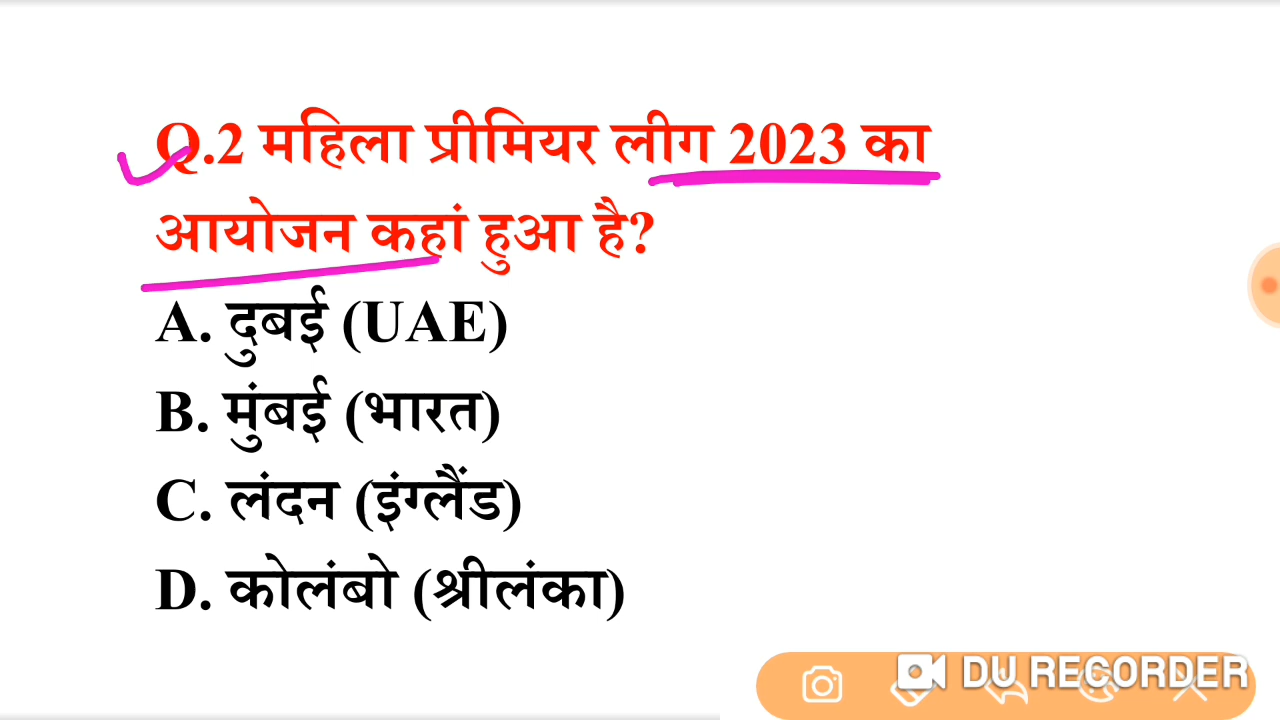 Q.2 महिला प्रीमियर लीग 2023 का
आयोजन कहां हुआ है?
A. दुबई (UAE)
B. मुंबई (भारत)
C. लंदन (इंग्लैंड)
D. कोलंबो (श्रीलंका)
DU RECORDER